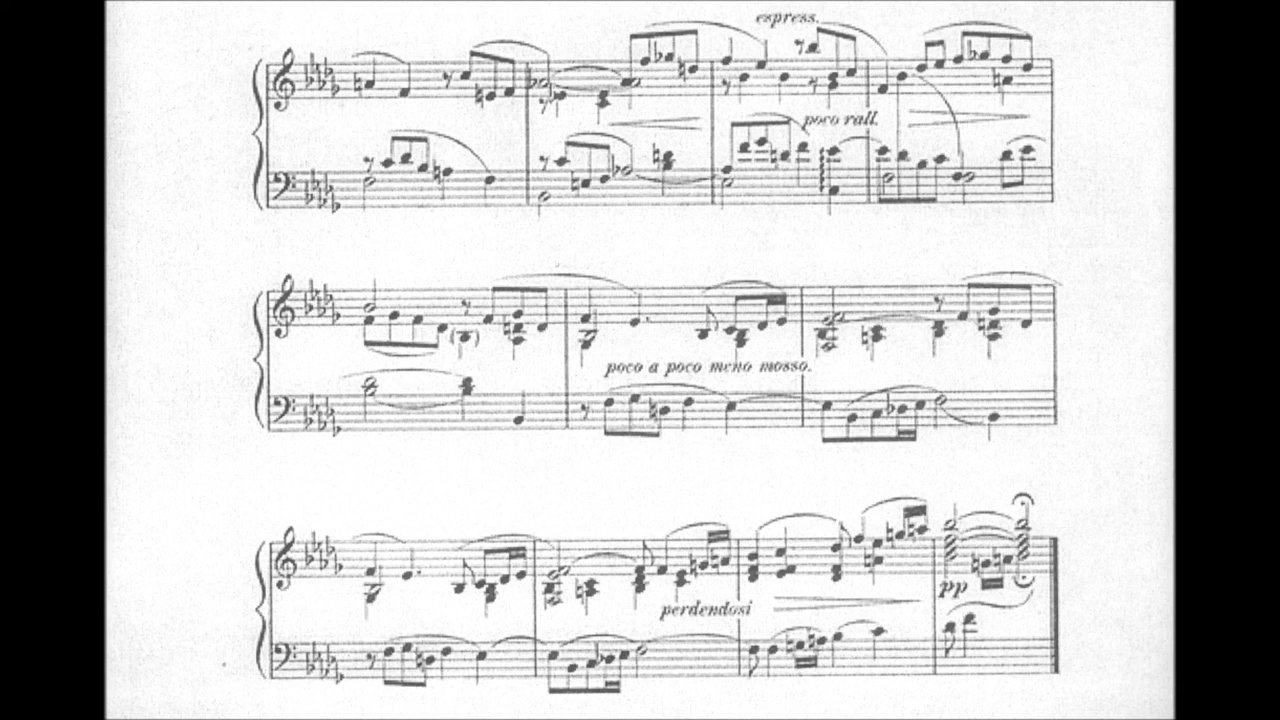 espress.
poco rall.
poco a poco meno mosso.
perdendosi
pp